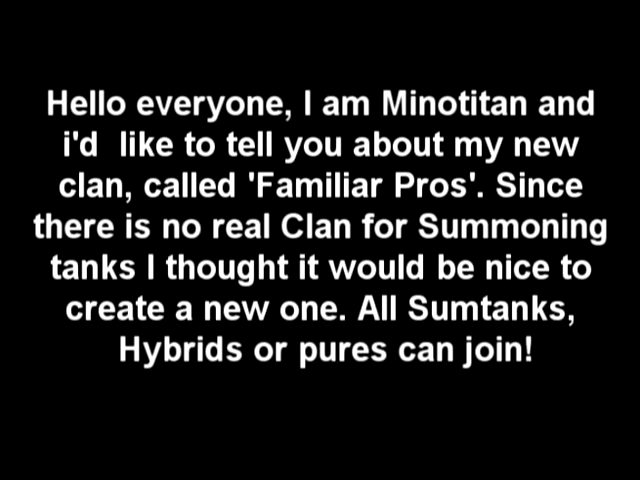 Hello everyone, I am Minotitan and
i'd  like to tell you about my new
clan, called 'Familiar Pros'. Since
there is no real Clan for Summoning
tanks I thought it would be nice to
create a new one. All Sumtanks,
Hybrids or pures can join!